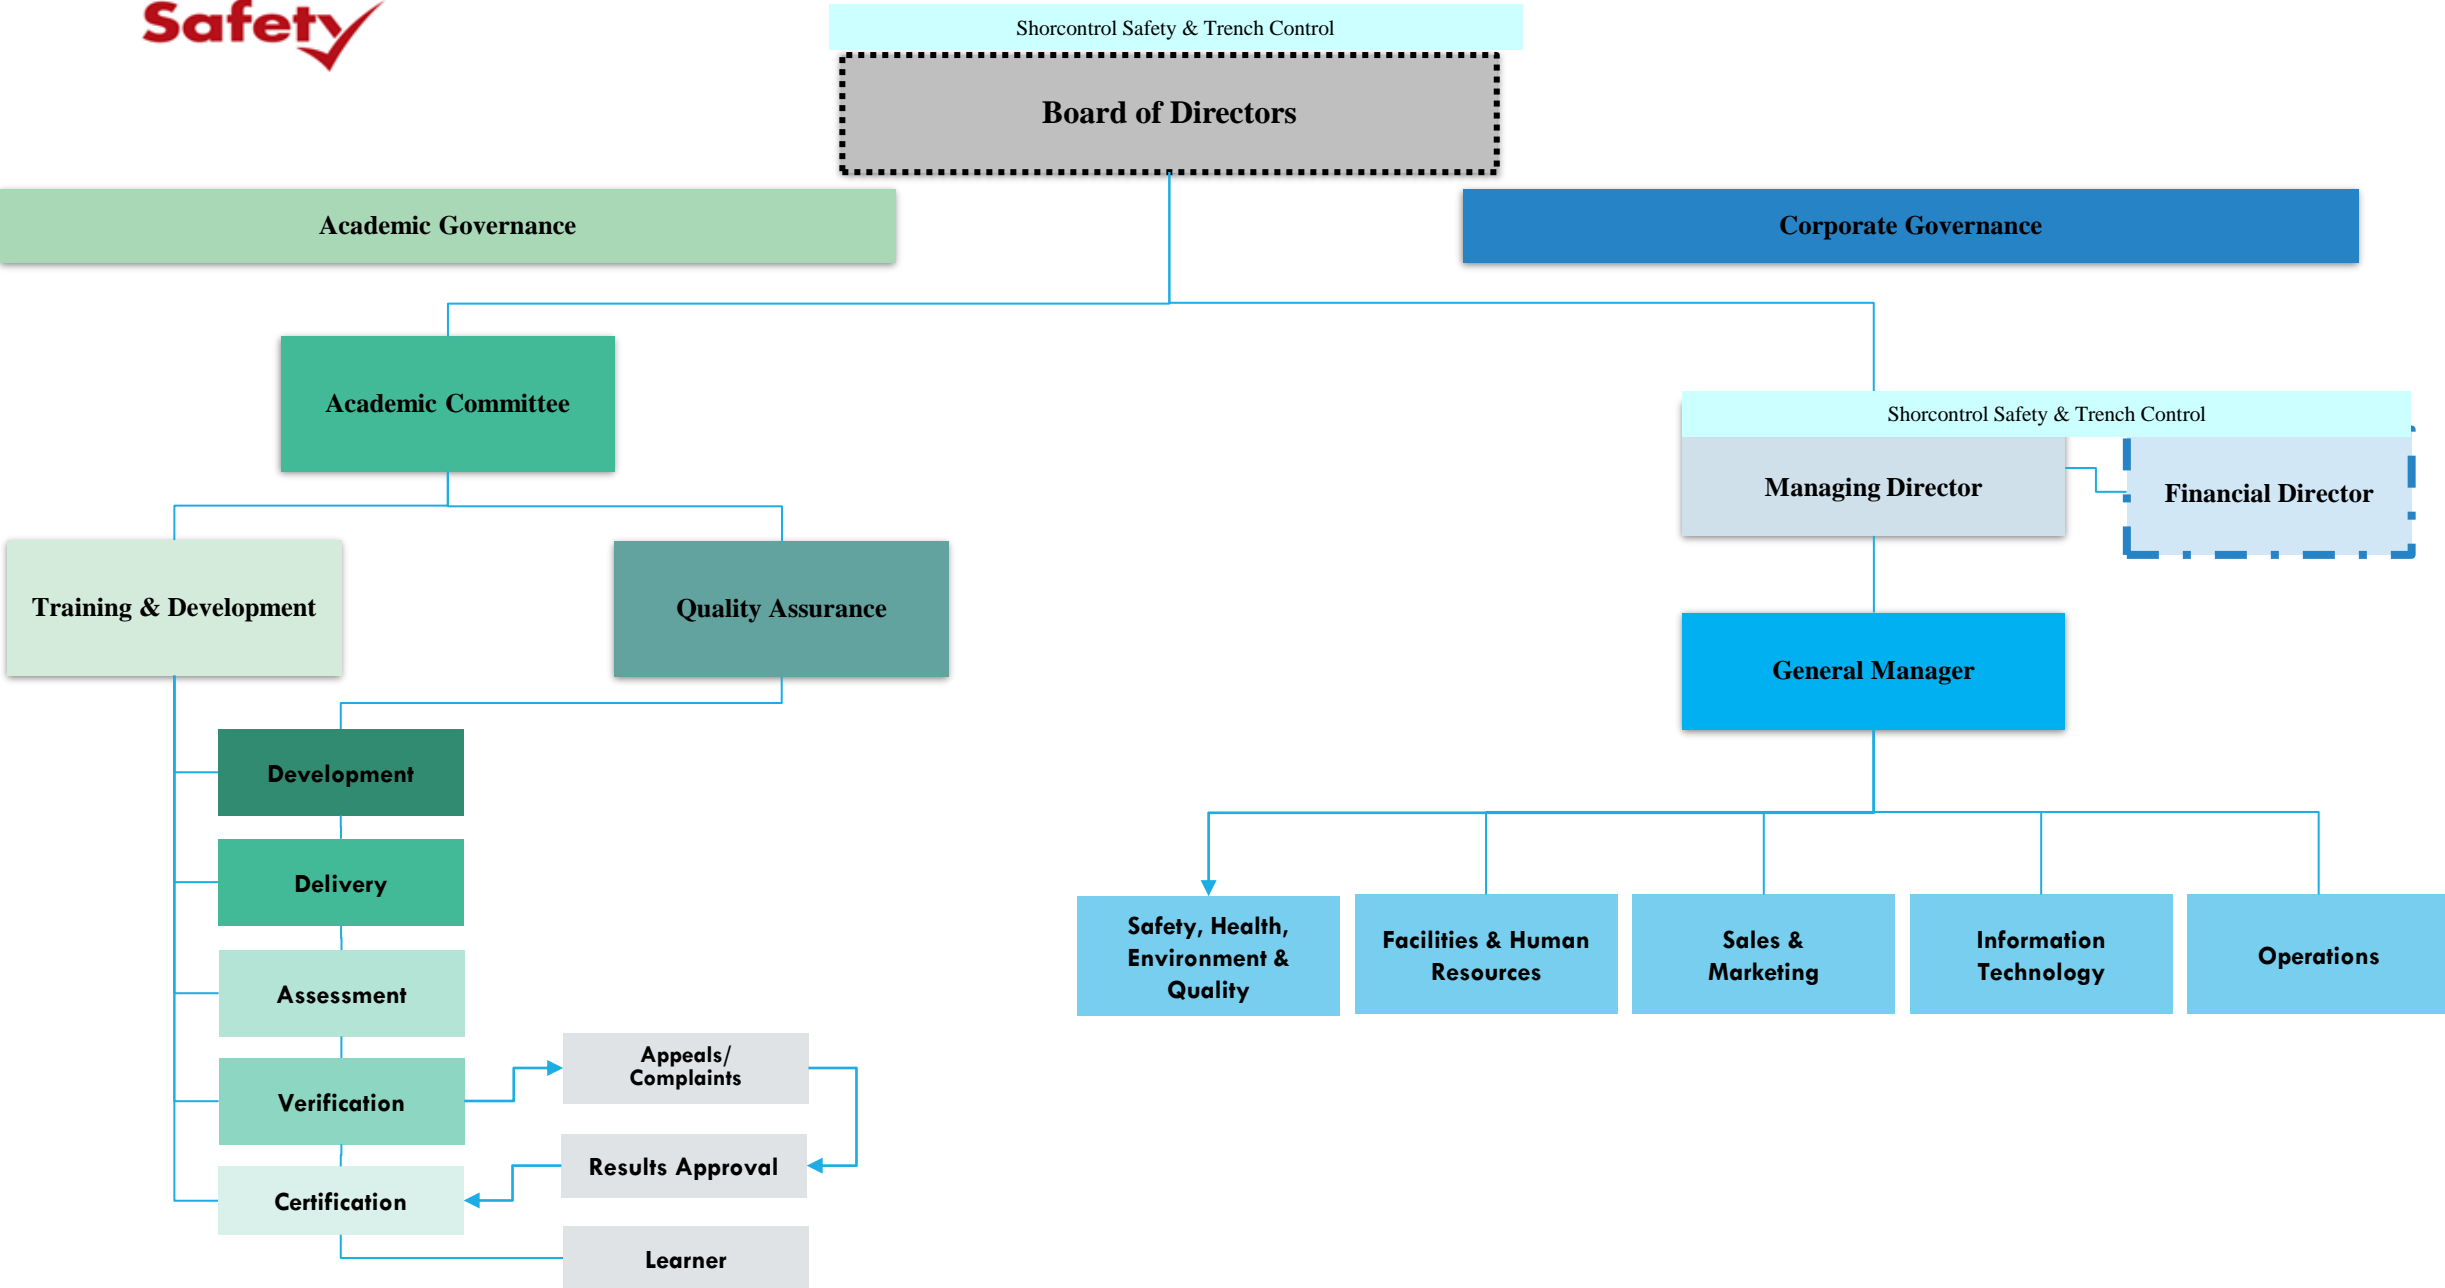 Safety
Shorcontrol Safety & Trench Control
Board of Directors
Academic Governance
Corporate Governance
Academic Committee
Shorcontrol Safety & Trench Control
Managing Director
Financial Director
Training & Development
Quality Assurance
General Manager
Development
Delivery
Assessment
Verification
Certification
Appeals/
Complaints
Results Approval
Learner
Safety, Health,
Environment &
Quality
Facilities & Human
Resources
Sales &
Marketing
Information
Technology
Operations